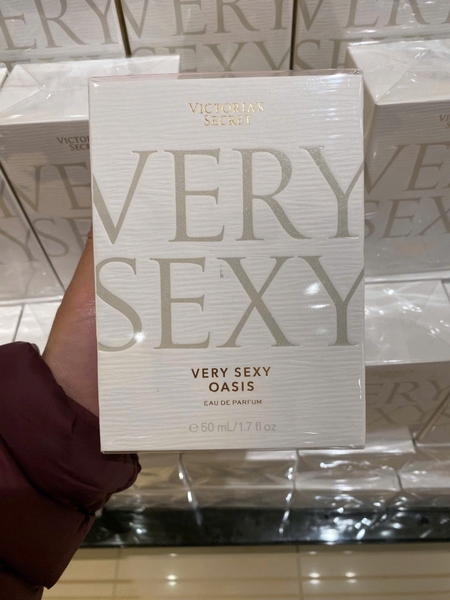 VICTORIA'S
SECRET
VERY
SEXY
VERY SEXY
OASIS
EAU DE PARFUM
℮ 50 mL/1.7 fl oz